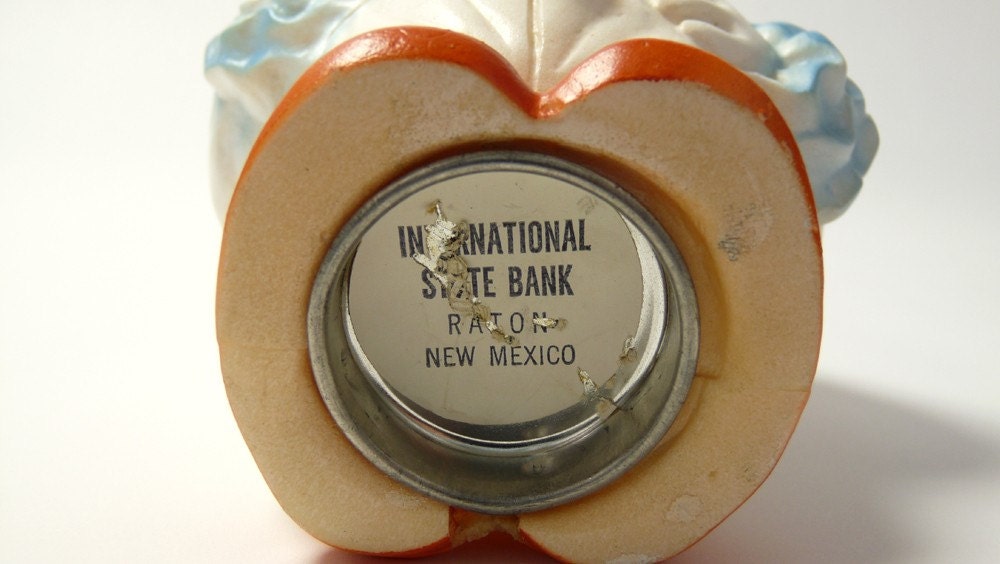 INTERNATIONAL
STATE BANK
RATON
NEW MEXICO